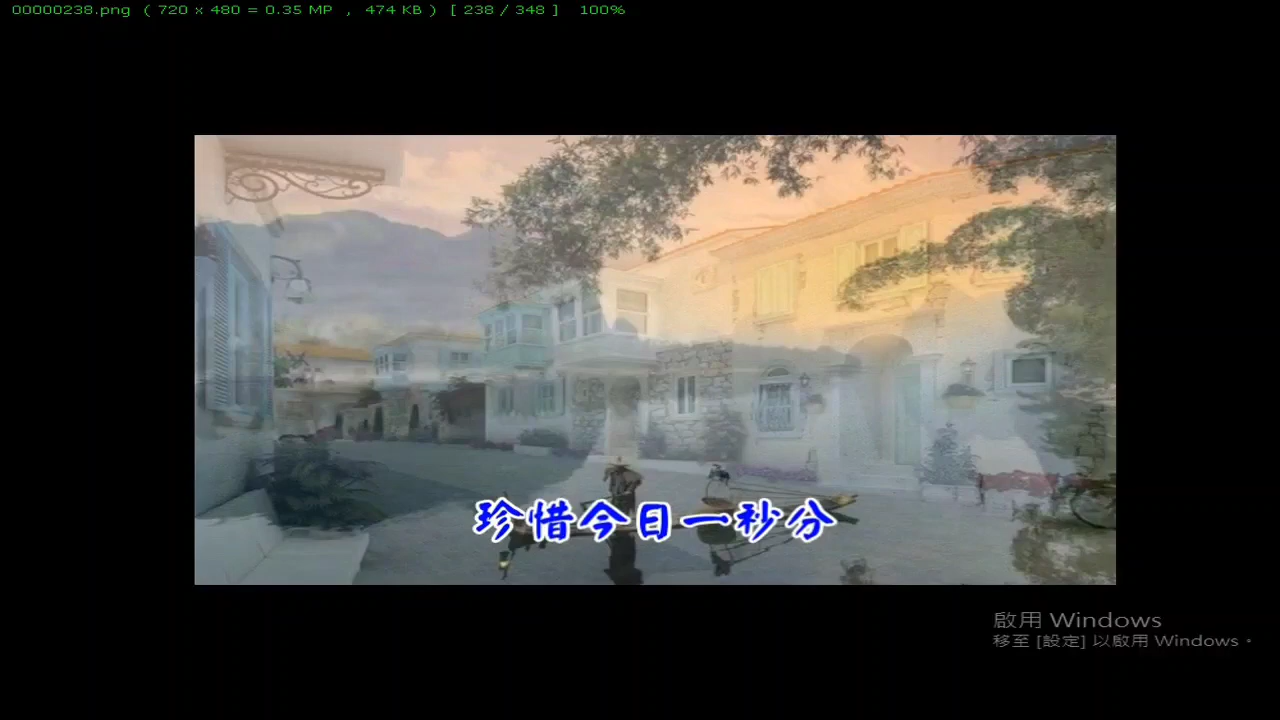 00000238.png ( 720 x 480 = 0.35 MP , 474 KB ) [ 238 / 348 ] 100%
珍惜今日一秒分
啟用 Windows
移至 [設定] 以啟用 Windows。